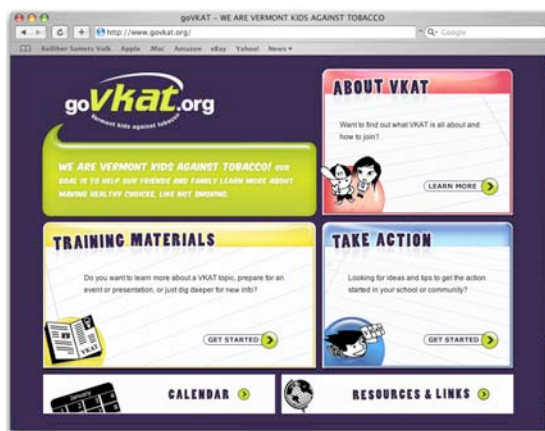 goVKAT – WE ARE VERMONT KIDS AGAINST TOBACCO
http://www.govkat.org/
Google
Kelliher Samets Volk Apple .Mac Amazon eBay Yahoo! News
govkat.org
Vermont kids against tobacco
WE ARE VERMONT KIDS AGAINST TOBACCO! OUR
GOAL IS TO HELP OUR FRIENDS AND FAMILY LEARN MORE ABOUT
MAKING HEALTHY CHOICES, LIKE NOT SMOKING.
ABOUT VKAT
Want to find out what VKAT is all about and
how to join?
LEARN MORE
TRAINING MATERIALS
Do you want to learn more about a VKAT topic, prepare for an
event or presentation, or just dig deeper for new info?
VKAT
GET STARTED
TAKE ACTION
Looking for ideas and tips to get the action
started in your school or community?
GET STARTED
January
CALENDAR
RESOURCES & LINKS